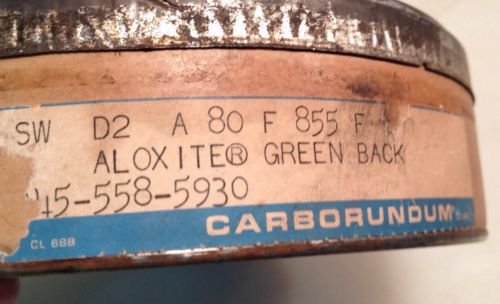 SW D2 A 80 F 855 F
ALOXITE® GREEN BACK
45-558-5930
CARBORUNDUM
CL 688